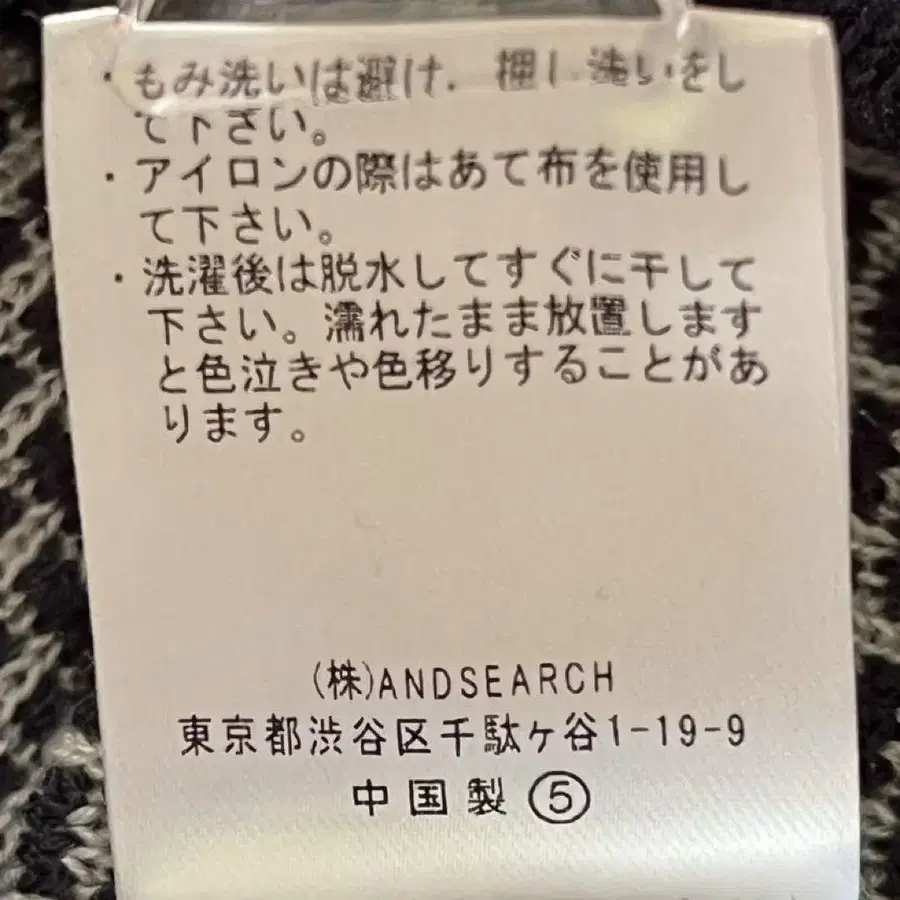 ・もみ洗いは避け．押し洗いをし
て下さい。
・アイロンの際はあて布を使用し
て下さい。
・洗濯後は脱水してすぐに干して
下さい。濡れたまま放置します
と色泣きや色移りすることがあ
ります。
(株)ANDSEARCH
東京都渋谷区千駄ヶ谷1-19-9
中国製⑤